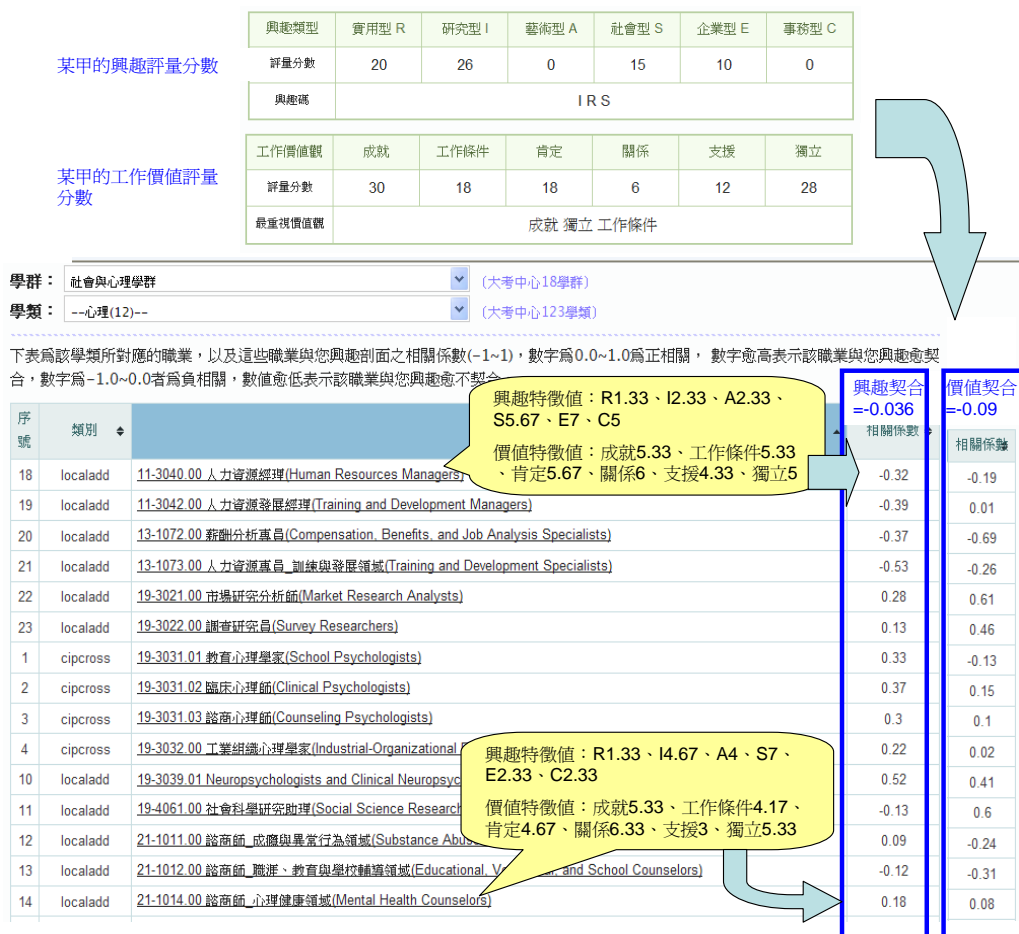 興趣類型 實用型 R 研究型 I 藝術型 A 社會型 S 企業型 E 事務型 C
某甲的興趣評量分數
評量分數 20 26 0 15 10 0
興趣碼 I R S
工作價值觀 成就 工作條件 肯定 關係 支援 獨立
某甲的工作價值評量
分數
評量分數 30 18 18 6 12 28
最重視價值觀 成就 獨立 工作條件
學群： 社會與心理學群 (大考中心18學群)
學類： --心理(12)-- (大考中心123學類)
下表為該學類所對應的職業，以及這些職業與您興趣剖面之相關係數(-1~1)，數字為0.0~1.0為正相關， 數字愈高表示該職業與您興趣愈契
合，數字為-1.0~0.0者為負相關，數值愈低表示該職業與您興趣愈不契合
興趣契合
=-0.036
價值契合
=-0.09
興趣特徵值：R1.33、I2.33、A2.33、
S5.67、E7、C5
價值特徵值：成就5.33、工作條件5.33
、肯定5.67、關係6、支援4.33、獨立5
序號 類別 相關係數 相關係數
18 localadd 11-3040.00 人力資源經理(Human Resources Managers) -0.32 -0.19
19 localadd 11-3042.00 人力資源發展經理(Training and Development Managers) -0.39 0.01
20 localadd 13-1072.00 薪酬分析專員(Compensation, Benefits, and Job Analysis Specialists) -0.37 -0.69
21 localadd 13-1073.00 人力資源專員_訓練與發展領域(Training and Development Specialists) -0.53 -0.26
22 localadd 19-3021.00 市場研究分析師(Market Research Analysts) 0.28 0.61
23 localadd 19-3022.00 調查研究員(Survey Researchers) 0.13 0.46
1 cipcross 19-3031.01 教育心理學家(School Psychologists) 0.33 -0.13
2 cipcross 19-3031.02 臨床心理師(Clinical Psychologists) 0.37 0.15
3 cipcross 19-3031.03 諮商心理師(Counseling Psychologists) 0.3 0.1
4 cipcross 19-3032.00 工業組織心理學家(Industrial-Organizational 0.22 0.02
10 localadd 19-3039.01 Neuropsychologists and Clinical Neuropsyc 0.52 0.41
11 localadd 19-4061.00 社會科學研究助理(Social Science Research -0.13 0.6
12 localadd 21-1011.00 諮商師_成癮與異常行為領域(Substance Abu 0.09 -0.24
13 localadd 21-1012.00 諮商師_職涯、教育與學校輔導領域(Educational, and School Counselors) -0.12 -0.31
14 localadd 21-1014.00 諮商師_心理健康領域(Mental Health Counselors) 0.18 0.08
興趣特徵值：R1.33、I4.67、A4、S7、
E2.33、C2.33
價值特徵值：成就5.33、工作條件4.17、
肯定4.67、關係6.33、支援3、獨立5.33